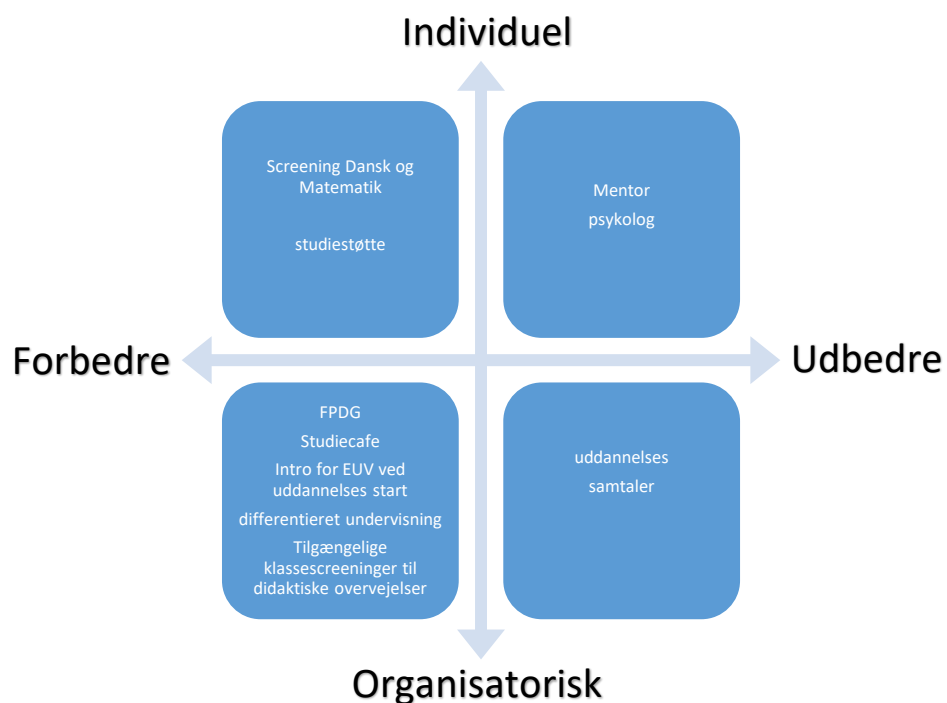 Individuel
Screening Dansk og
Matematik
studiestøtte
Mentor
psykolog
Forbedre
Udbedre
FPDG
Studiecafe
Intro for EUV ved
uddannelses start
differentieret undervisning
Tilgængelige
klassescreeninger til
didaktiske overvejelser
uddannelses
samtaler
Organisatorisk